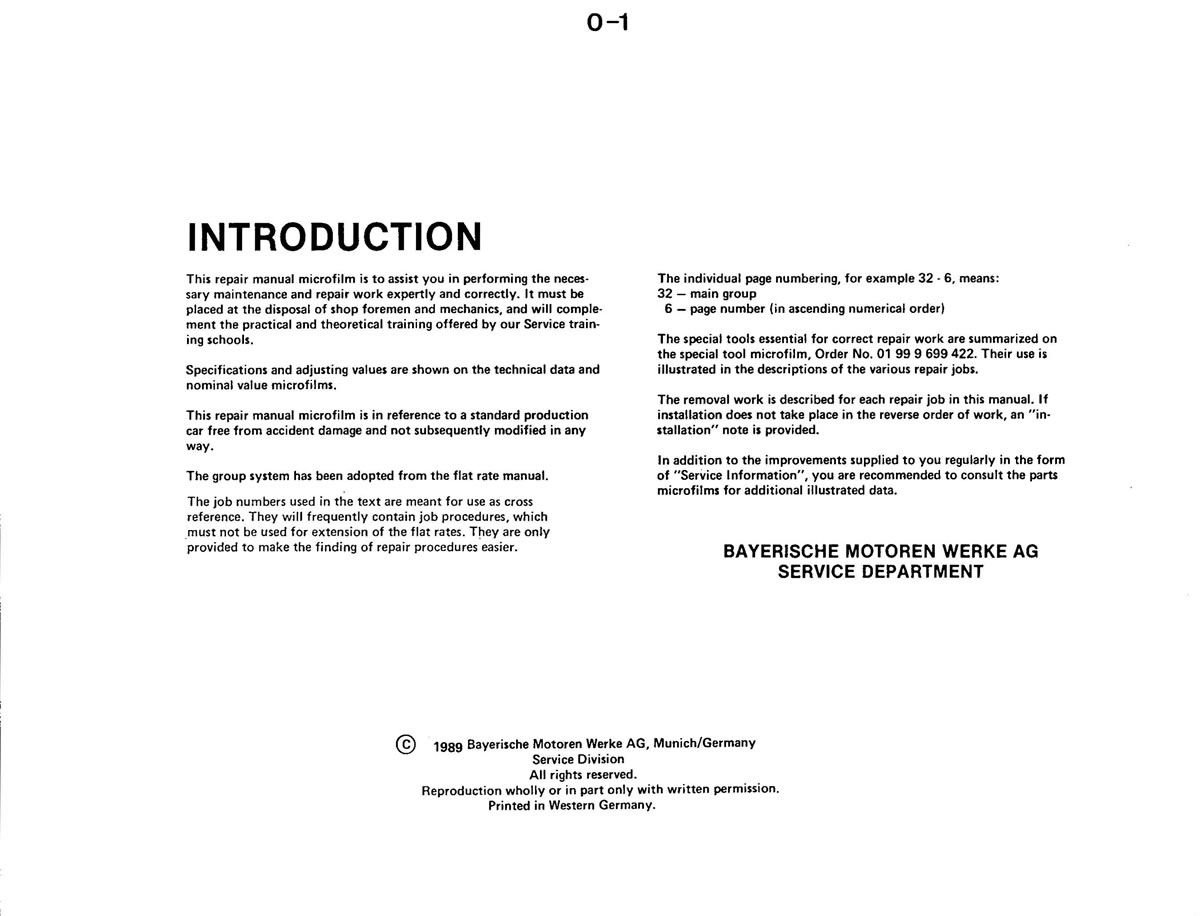 0-1
INTRODUCTION
This repair manual microfilm is to assist you in performing the neces-
sary maintenance and repair work expertly and correctly. It must be
placed at the disposal of shop foremen and mechanics, and will comple-
ment the practical and theoretical training offered by our Service train-
ing schools.
Specifications and adjusting values are shown on the technical data and
nominal value microfilms.
This repair manual microfilm is in reference to a standard production
car free from accident damage and not subsequently modified in any
way.
The group system has been adopted from the flat rate manual.
The job numbers used in the text are meant for use as cross
reference. They will frequently contain job procedures, which
must not be used for extension of the flat rates. They are only
provided to make the finding of repair procedures easier.
The individual page numbering, for example 32 - 6, means:
32 – main group
6 – page number (in ascending numerical order)
The special tools essential for correct repair work are summarized on
the special tool microfilm, Order No. 01 99 9 699 422. Their use is
illustrated in the descriptions of the various repair jobs.
The removal work is described for each repair job in this manual. If
installation does not take place in the reverse order of work, an "in-
stallation" note is provided.
In addition to the improvements supplied to you regularly in the form
of "Service Information", you are recommended to consult the parts
microfilms for additional illustrated data.
BAYERISCHE MOTOREN WERKE AG
SERVICE DEPARTMENT
© 1989 Bayerische Motoren Werke AG, Munich/Germany
Service Division
All rights reserved.
Reproduction wholly or in part only with written permission.
Printed in Western Germany.